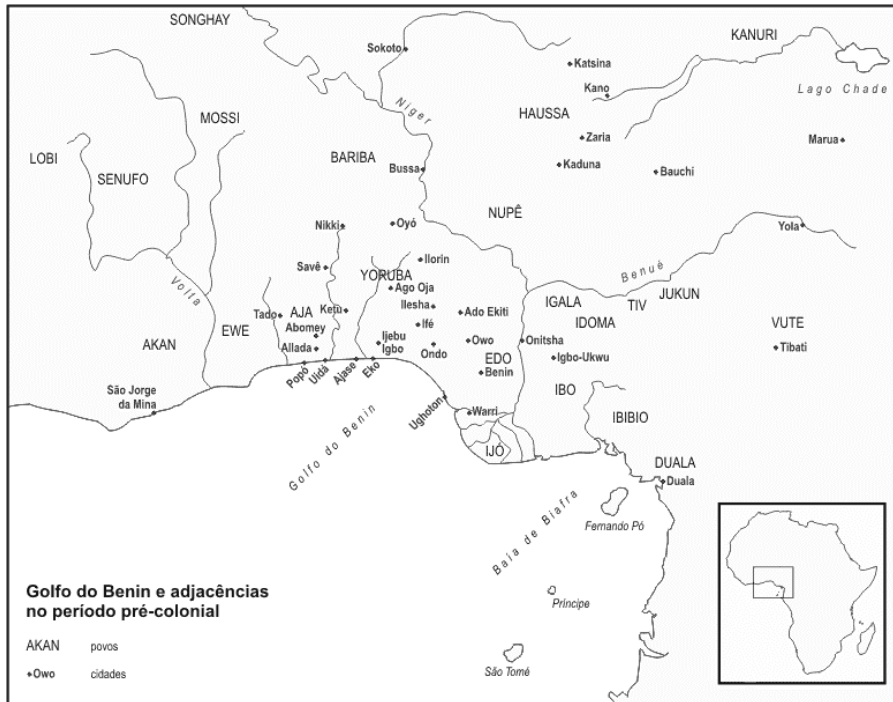 SONGHAY
KANURI
Sokoto
Katsina
Kano
Lago Chade
Niger
HAUSSA
MOSSI
Zaria
Marua
LOBI
BARIBA
Kaduna
Bauchi
Bussa
SENUFO
NUPÊ
Nikki
Oyó
Yola
Ilorin
Savê
YORUBA
Benuê
Volta
Ago Oja
JUKUN
IGALA
TIV
Ilesha
Tado
AJA
Ketu
Ado Ekiti
IDOMA
VUTE
EWE
Abomey
Ifé
AKAN
Allada
Ijebu
Igbo
Ondo
Owo
Onitsha
Tibati
EDO
Igbo-Ukwu
Popó
Uidá
Ajase
Eko
Benin
São Jorge
da Mina
IBO
Ughoton
Warri
IBIBIO
Golfo do Benin
IJÓ
DUALA
Duala
Baía de Biafra
Fernando Pó
Príncipe
São Tomé
Golfo do Benin e adjacências
no período pré-colonial
AKAN povos
Owo cidades